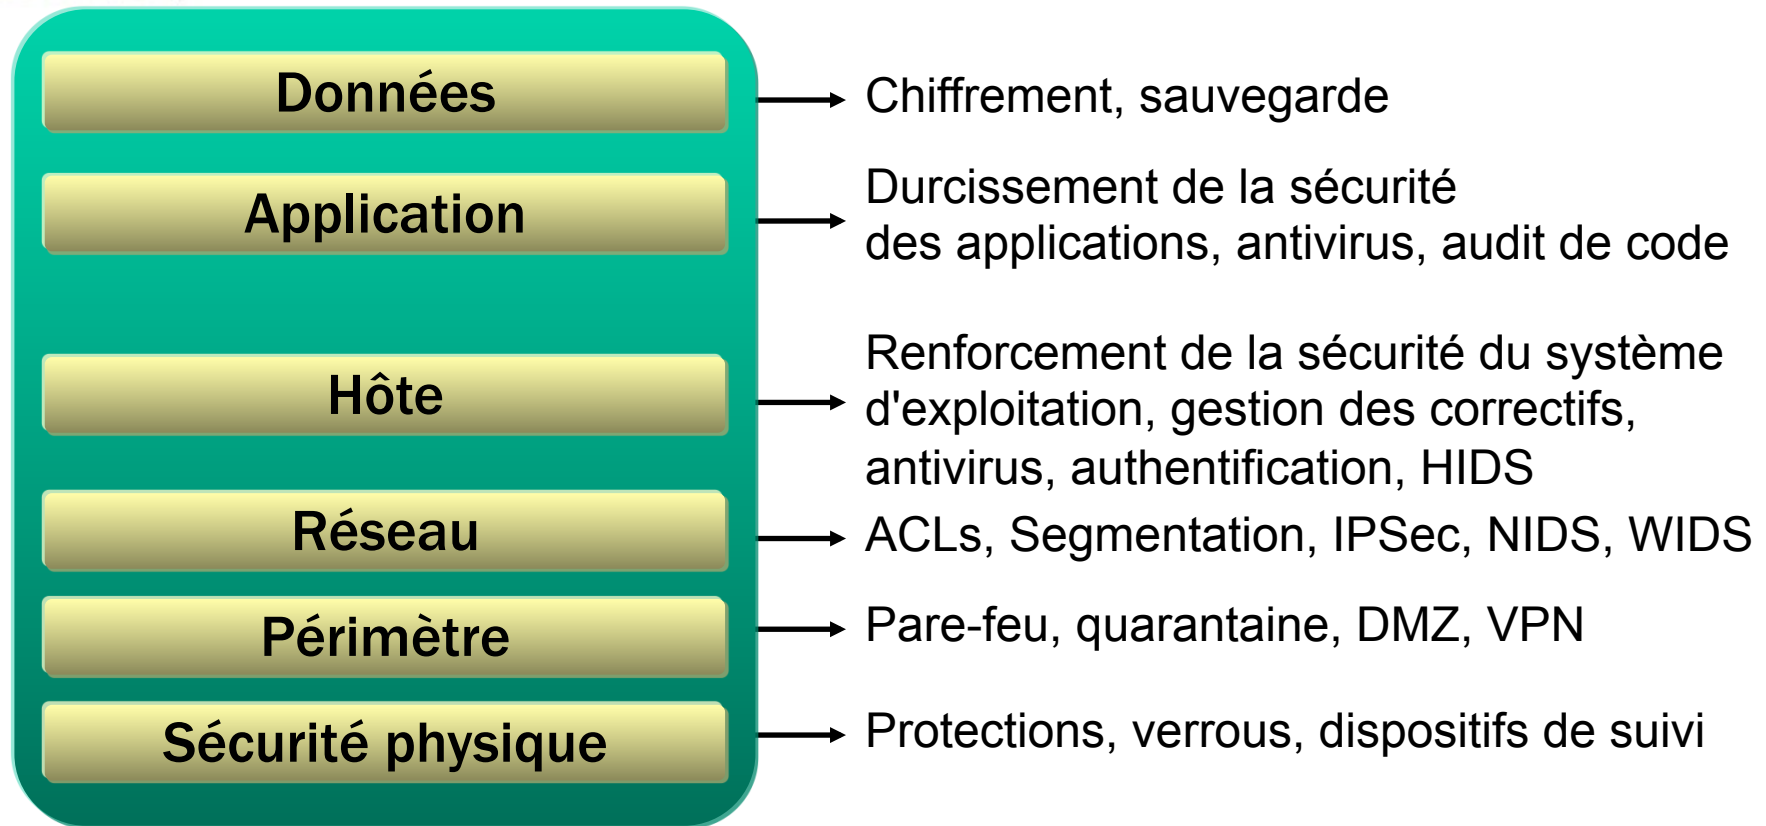 Données
Chiffrement, sauvegarde
Application
Durcissement de la sécurité
des applications, antivirus, audit de code
Hôte
Renforcement de la sécurité du système
d'exploitation, gestion des correctifs,
antivirus, authentification, HIDS
Réseau
ACLs, Segmentation, IPSec, NIDS, WIDS
Périmètre
Pare-feu, quarantaine, DMZ, VPN
Sécurité physique
Protections, verrous, dispositifs de suivi